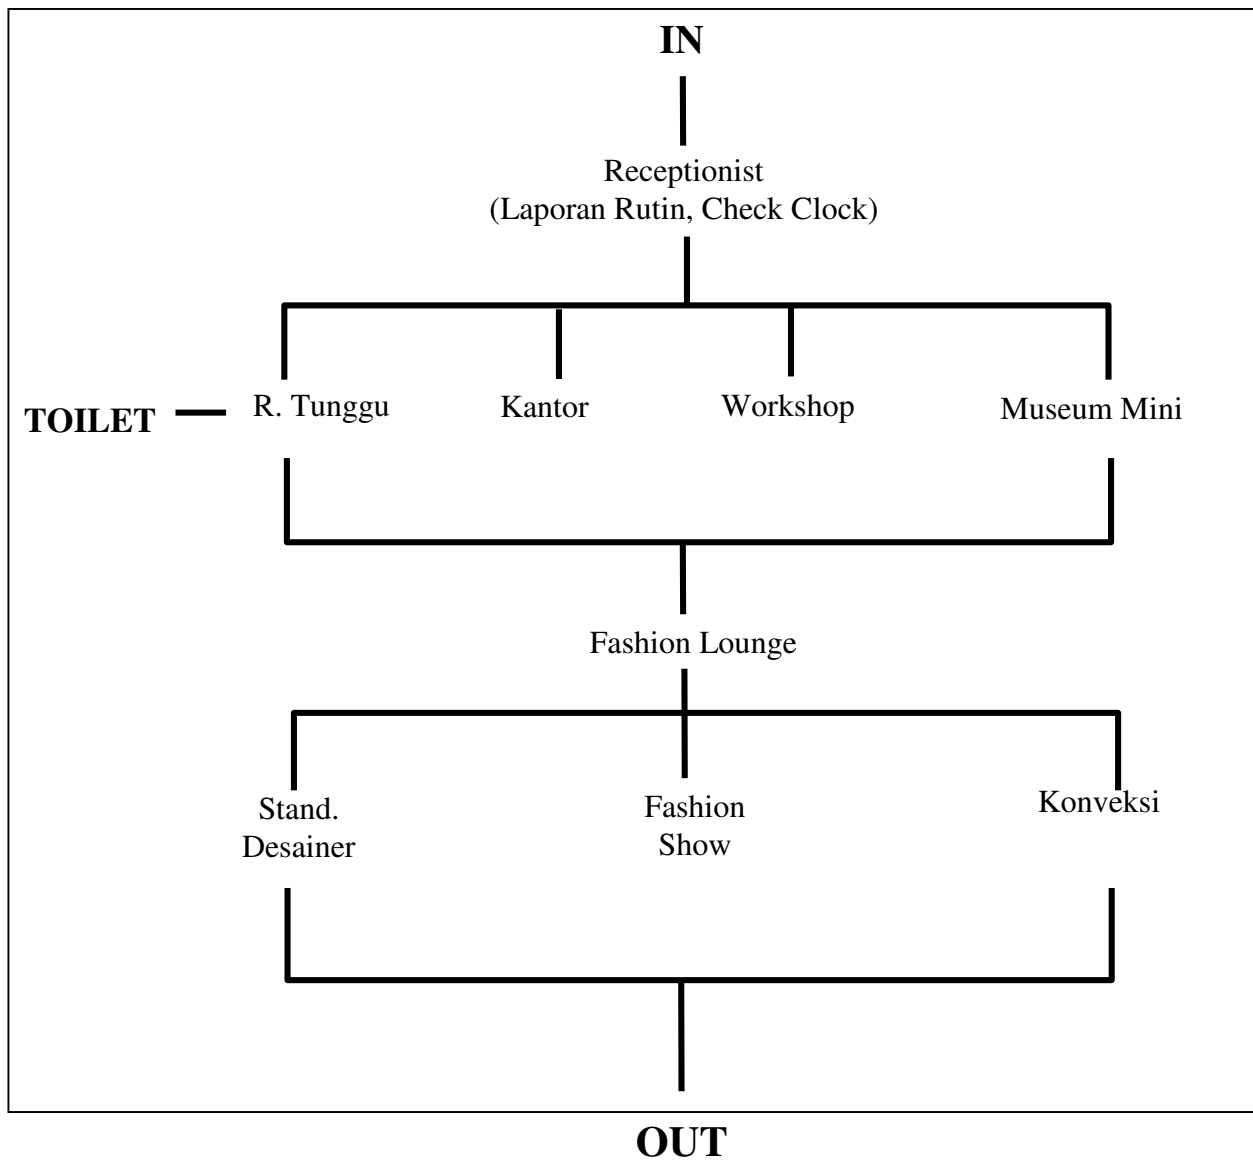 IN
Receptionist
(Laporan Rutin, Check Clock)
TOILET
R. Tunggu
Kantor
Workshop
Museum Mini
Fashion Lounge
Stand.
Desainer
Fashion
Show
Konveksi
OUT